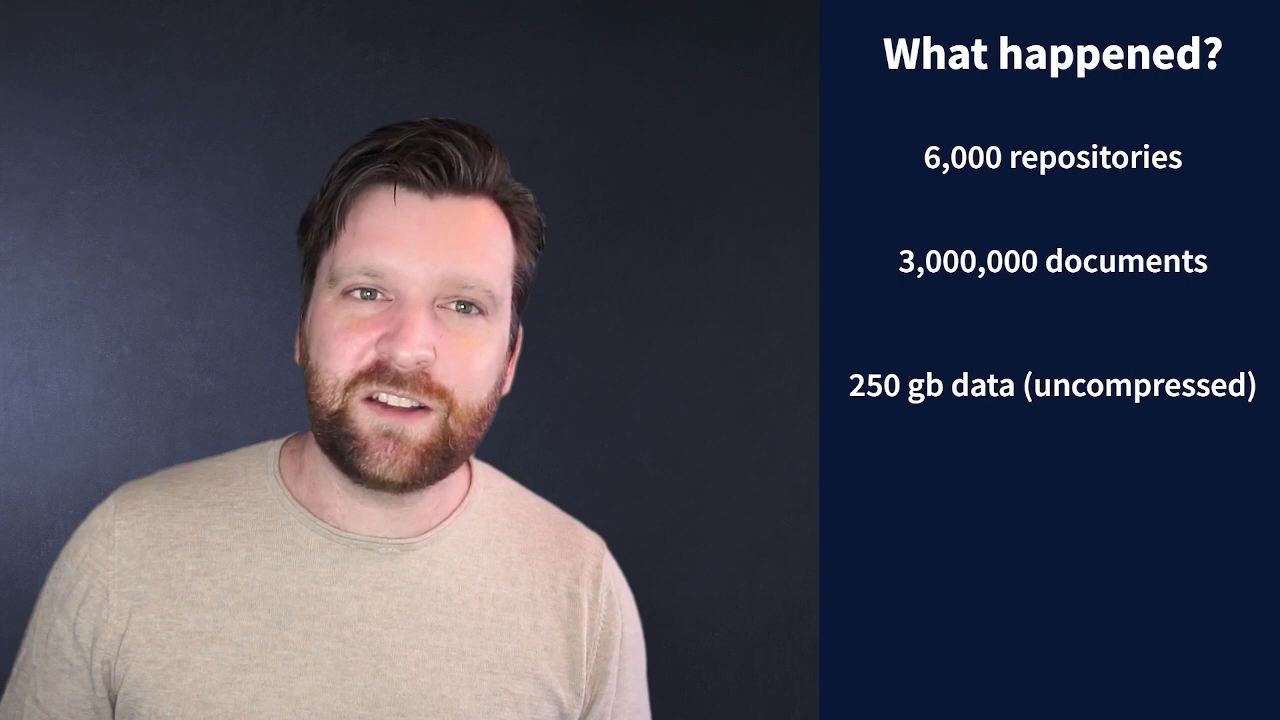 What happened?
6,000 repositories
3,000,000 documents
250 gb data (uncompressed)